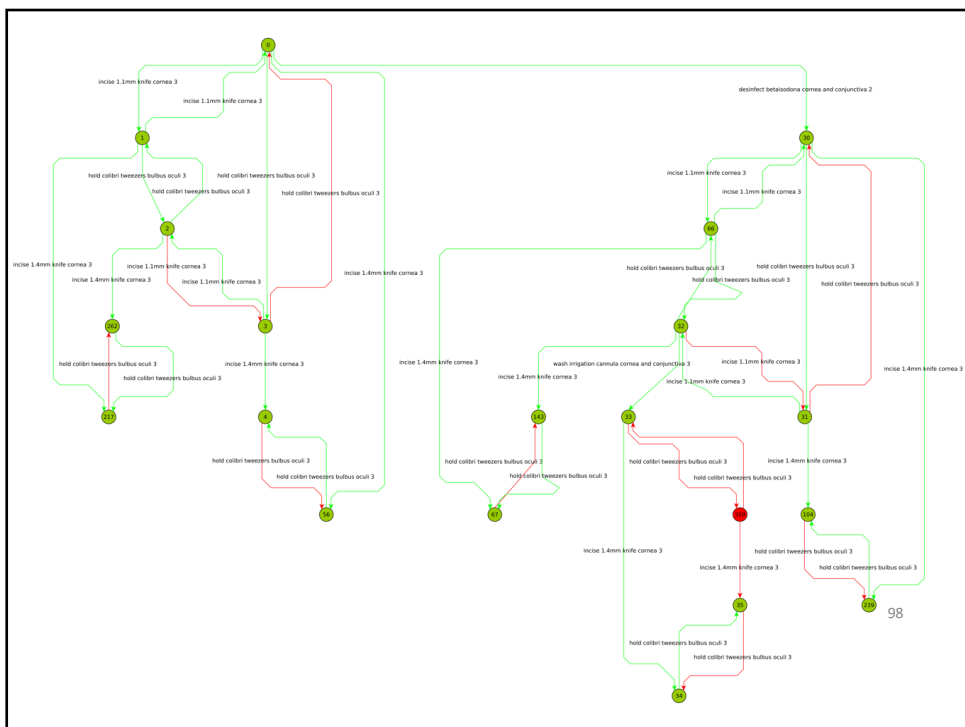 0
incise 1.1mm knife cornea 3
desinfect betaisodona cornea and conjunctiva 2
incise 1.1mm knife cornea 3
1
30
hold colibri tweezers bulbus oculi 3
incise 1.1mm knife cornea 3
hold colibri tweezers bulbus oculi 3
hold colibri tweezers bulbus oculi 3
incise 1.1mm knife cornea 3
2
66
incise 1.4mm knife cornea 3
incise 1.1mm knife cornea 3
hold colibri tweezers bulbus oculi 3
hold colibri tweezers bulbus oculi 3
incise 1.4mm knife cornea 3
incise 1.4mm knife cornea 3
incise 1.1mm knife cornea 3
hold colibri tweezers bulbus oculi 3
hold colibri tweezers bulbus oculi 3
262
3
32
hold colibri tweezers bulbus oculi 3
incise 1.4mm knife cornea 3
incise 1.4mm knife cornea 3
wash irrigation cannula cornea and conjunctiva 3
incise 1.1mm knife cornea 3
incise 1.4mm knife cornea 3
hold colibri tweezers bulbus oculi 3
incise 1.4mm knife cornea 3
incise 1.1mm knife cornea 3
217
4
143
33
31
hold colibri tweezers bulbus oculi 3
hold colibri tweezers bulbus oculi 3
hold colibri tweezers bulbus oculi 3
incise 1.4mm knife cornea 3
hold colibri tweezers bulbus oculi 3
hold colibri tweezers bulbus oculi 3
hold colibri tweezers bulbus oculi 3
56
67
104
incise 1.4mm knife cornea 3
hold colibri tweezers bulbus oculi 3
incise 1.4mm knife cornea 3
hold colibri tweezers bulbus oculi 3
35
239
98
hold colibri tweezers bulbus oculi 3
hold colibri tweezers bulbus oculi 3
34